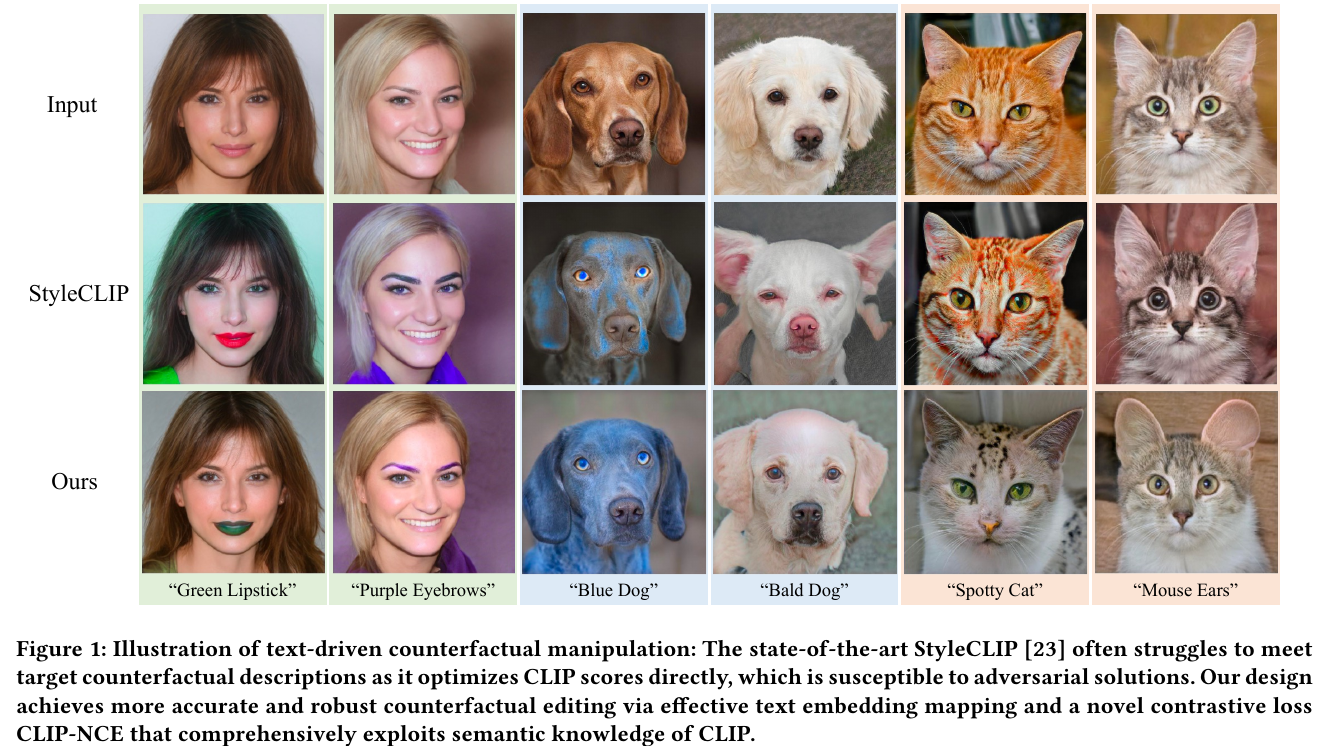 Input
StyleCLIP
Ours
“Green Lipstick”
“Purple Eyebrows”
“Blue Dog”
“Bald Dog”
“Spotty Cat”
“Mouse Ears”
Figure 1: Illustration of text-driven counterfactual manipulation: The state-of-the-art StyleCLIP [23] often struggles to meet
target counterfactual descriptions as it optimizes CLIP scores directly, which is susceptible to adversarial solutions. Our design
achieves more accurate and robust counterfactual editing via effective text embedding mapping and a novel contrastive loss
CLIP-NCE that comprehensively exploits semantic knowledge of CLIP.